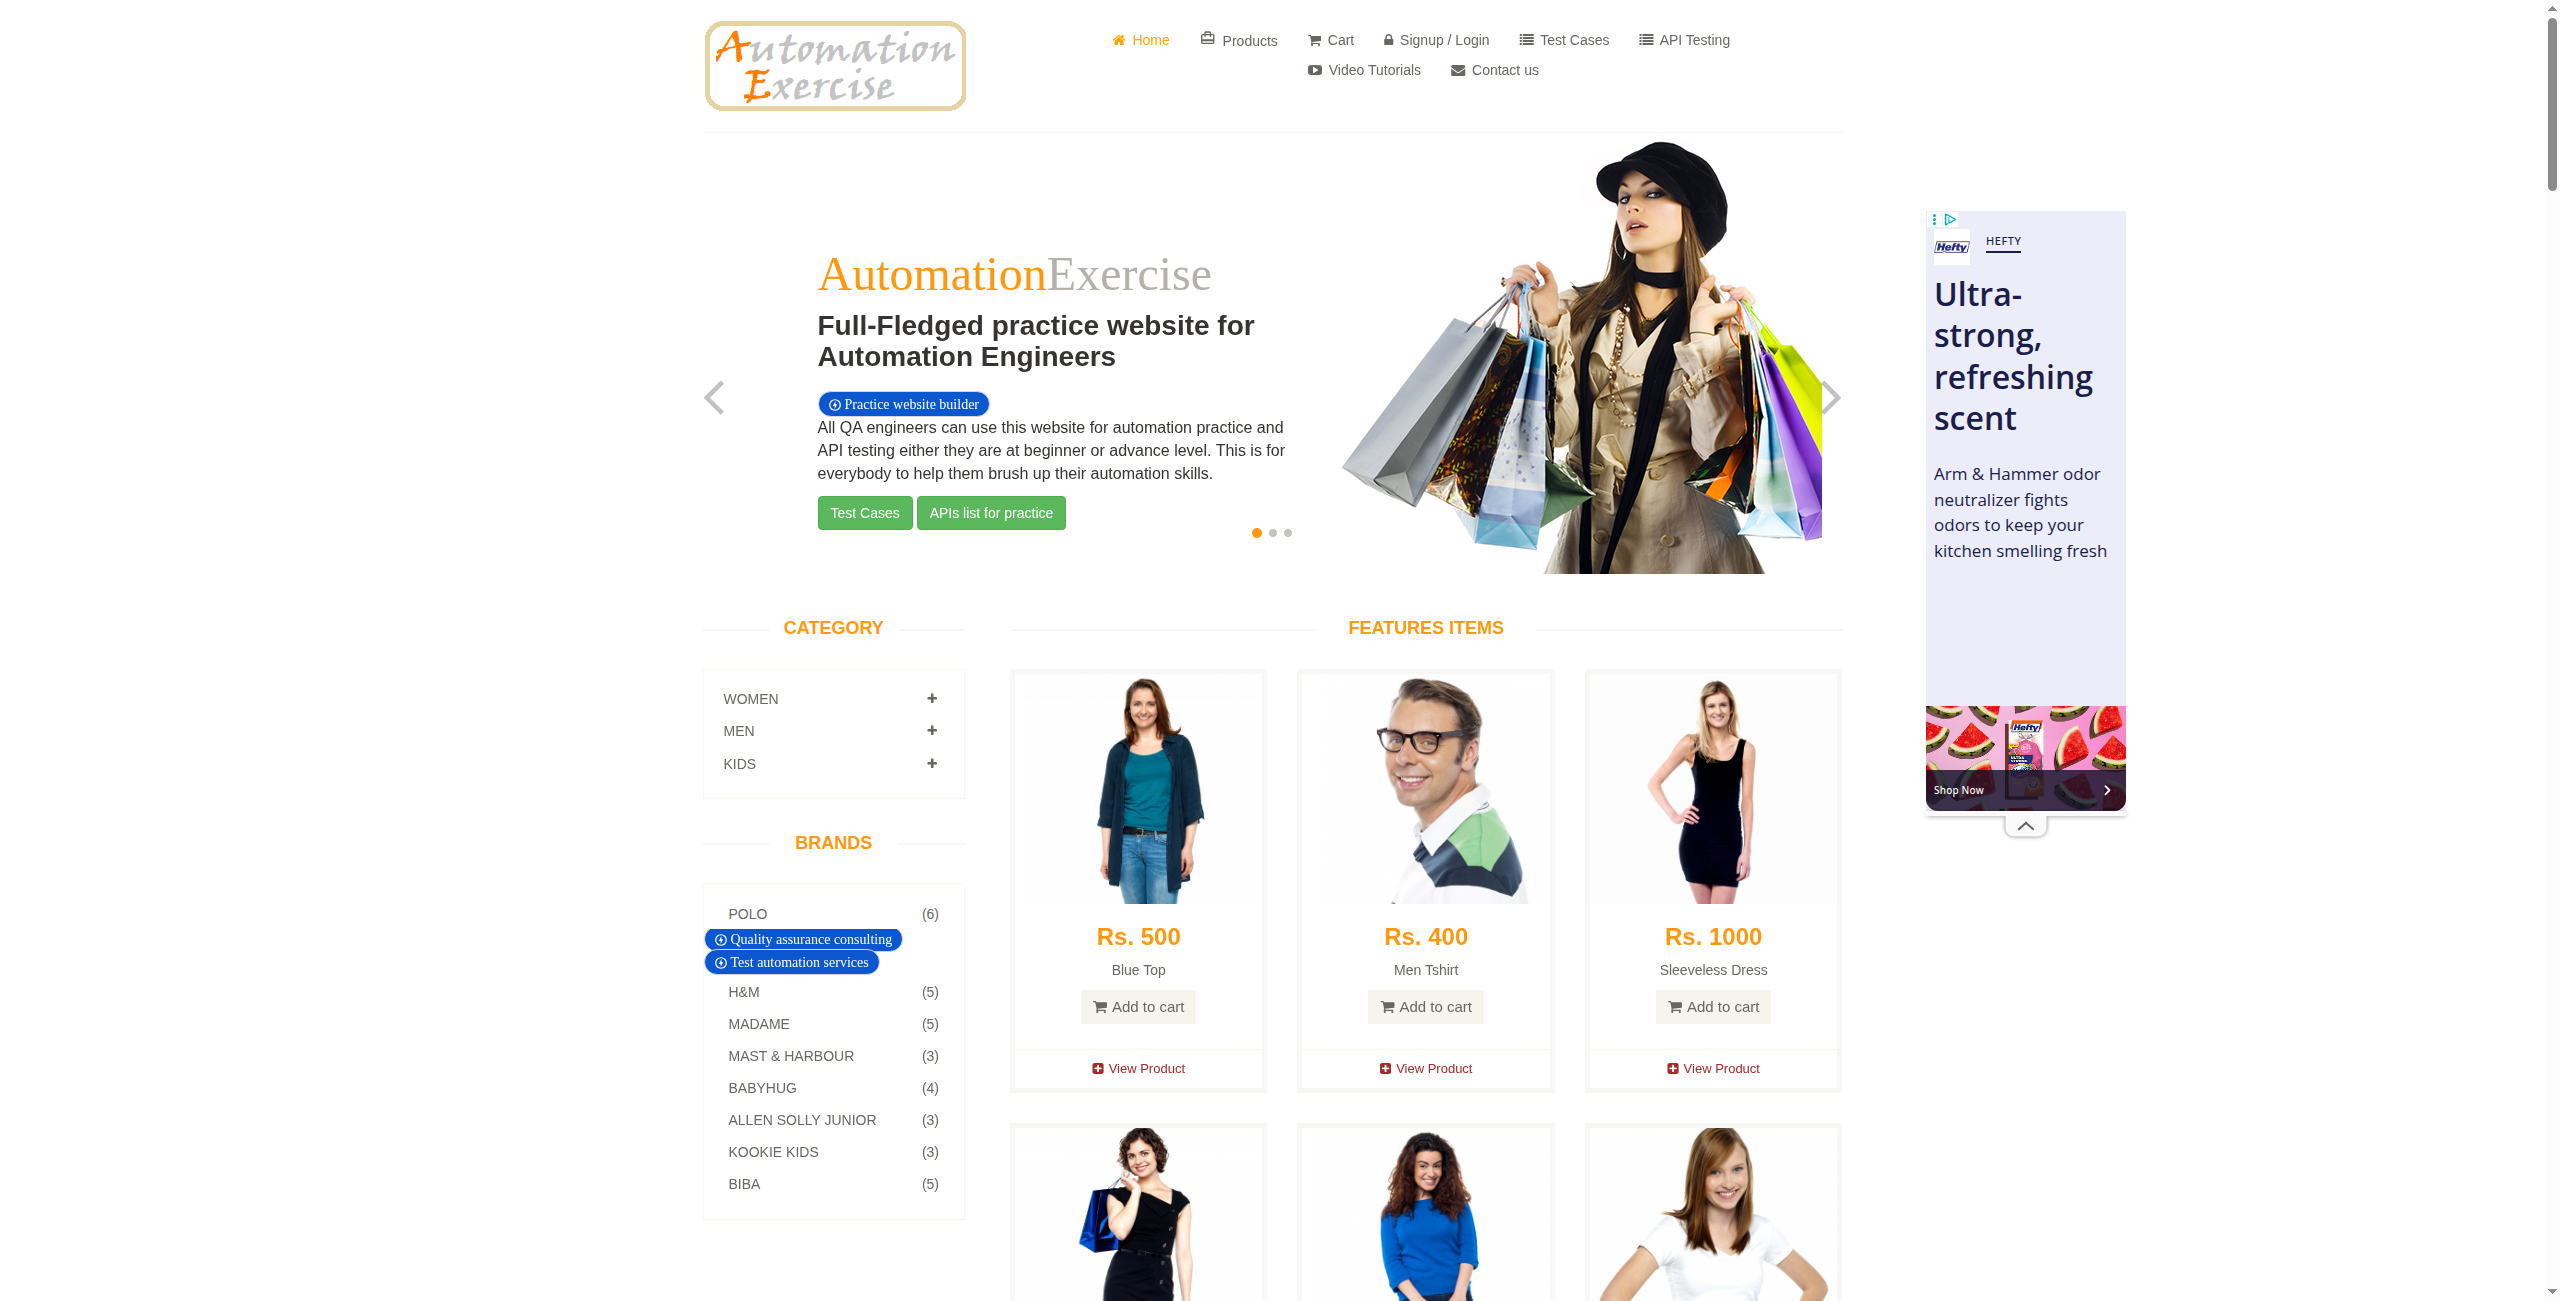 Automation
Exercise
Home
Products
Cart
Signup / Login
Test Cases
API Testing
Video Tutorials
Contact us
AutomationExercise
Full-Fledged practice website for
Automation Engineers
Practice website builder
All QA engineers can use this website for automation practice and
API testing either they are at beginner or advance level. This is for
everybody to help them brush up their automation skills.
Test Cases
APIs list for practice
Hefty
HEFTY
Ultra-
strong,
refreshing
scent
Arm & Hammer odor
neutralizer fights
odors to keep your
kitchen smelling fresh
Hefty
Shop Now
CATEGORY
WOMEN
MEN
KIDS
BRANDS
POLO (6)
Quality assurance consulting
Test automation services
H&M (5)
MADAME (5)
MAST & HARBOUR (3)
BABYHUG (4)
ALLEN SOLLY JUNIOR (3)
KOOKIE KIDS (3)
BIBA (5)
FEATURES ITEMS
Rs. 500
Blue Top
Add to cart
View Product
Rs. 400
Men Tshirt
Add to cart
View Product
Rs. 1000
Sleeveless Dress
Add to cart
View Product